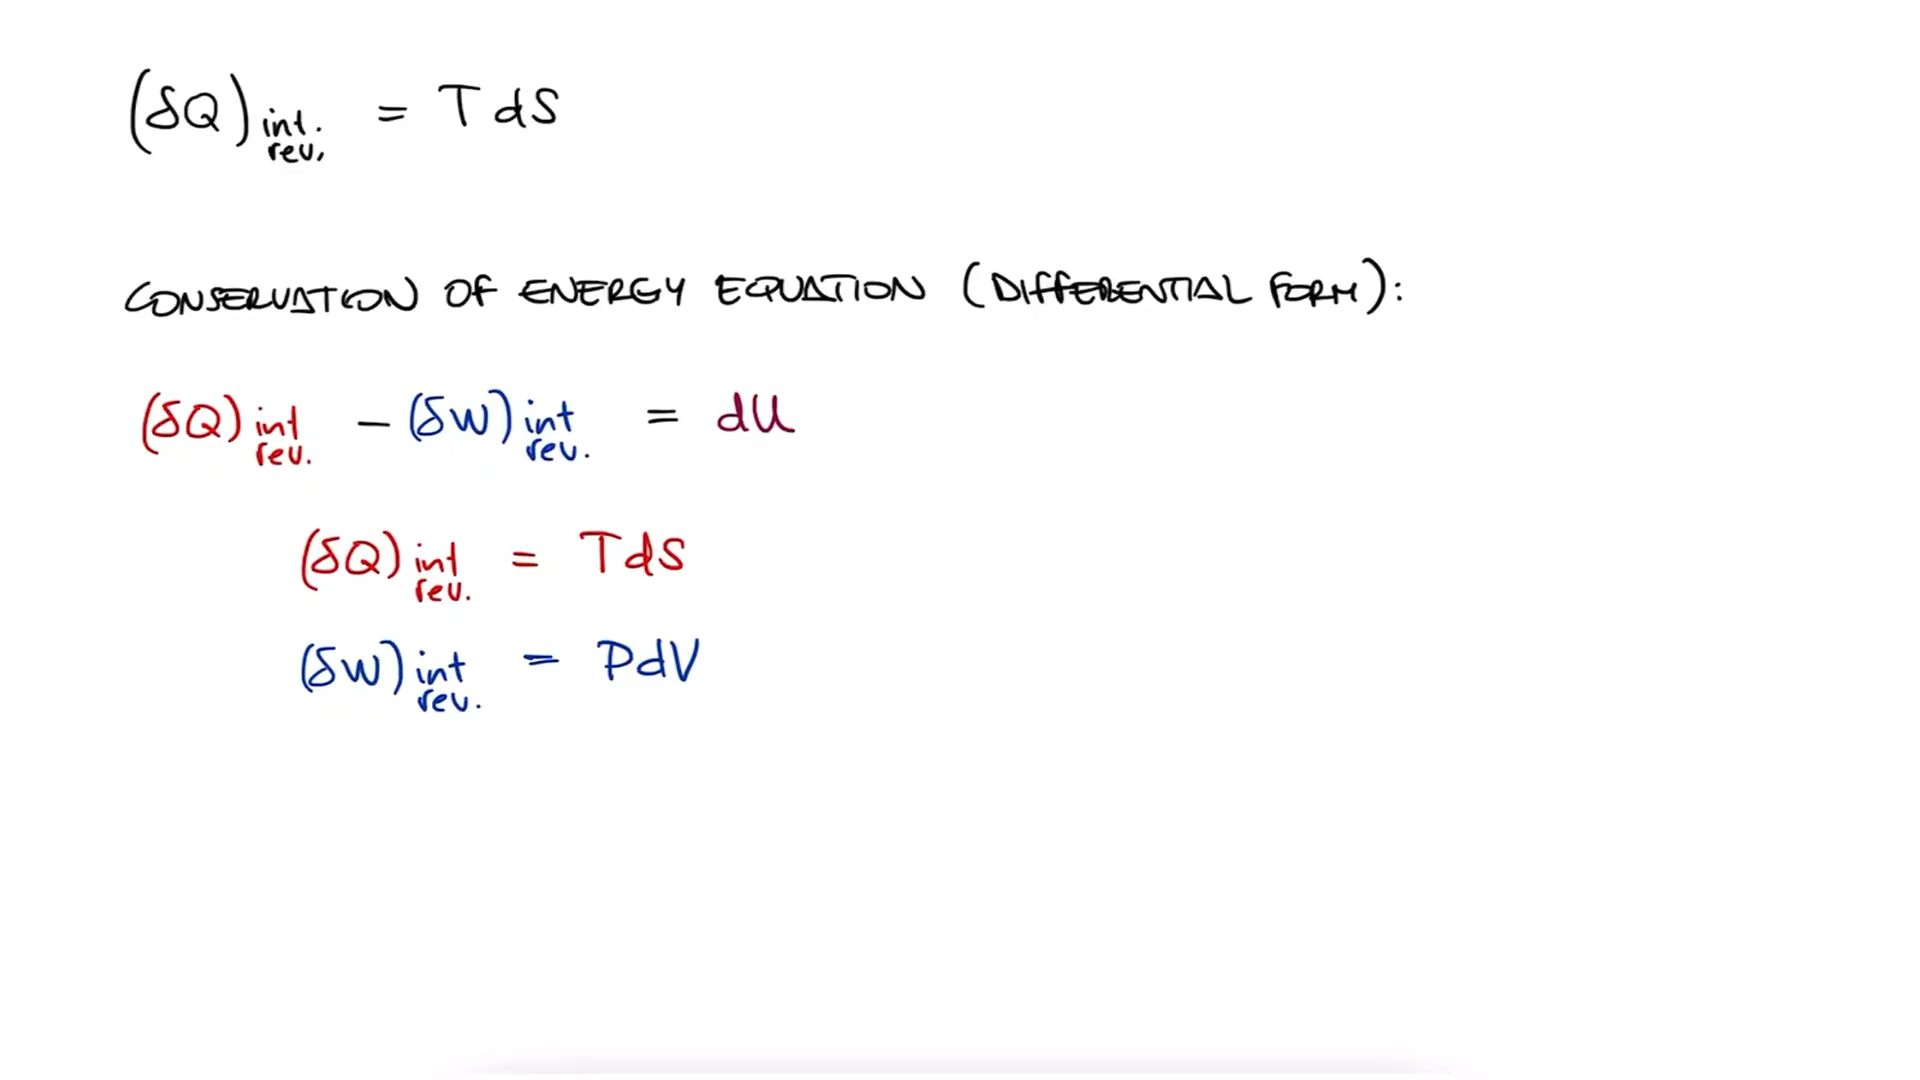 (δQ) int. rev, = T dS
CONSERVATION OF ENERGY EQUATION (DIFFERENTIAL FORM):
(δQ) int rev. - (δW) int rev. = dU
(δQ) int rev. = TdS
(δW) int rev. = PdV